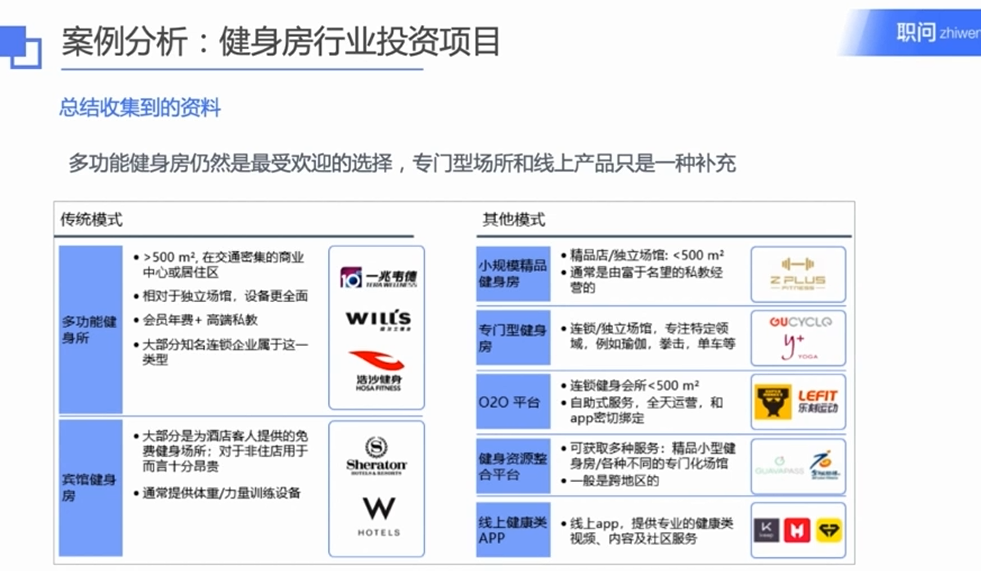 案例分析：健身房行业投资项目
职问 zhiwen
总结收集到的资料
多功能健身房仍然是最受欢迎的选择，专门型场所和线上产品只是一种补充
传统模式
多功能健
身所
• >500 m², 在交通密集的商业
中心或居住区
• 相对于独立场馆，设备更全面
• 会员年费+ 高端私教
• 大部分知名连锁企业属于这一
类型
一兆韦德
TERA WELLNESS
WILL'S
浩沙健身
HOSA FITNESS
宾馆健身
房
• 大部分是为酒店客人提供的免
费健身场所；对于非住店用于
而言十分昂贵
• 通常提供体重/力量训练设备
S
Sheraton
HOTELS & RESORTS
W
HOTELS
其他模式
小规模精品
健身房
• 精品店/独立场馆: <500 m²
• 通常是由富于名望的私教经
营的
Z PLUS
FITNESS
专门型健身
房
• 连锁/独立场馆，专注特定领
域，例如瑜伽，拳击，单车等
GUCYCLE
y+
YOGA
O2O 平台
• 连锁健身会所<500 m²
• 自助式服务，全天运营，和
app密切绑定
LEFIT
乐刻运动
健身资源整
合平台
• 可获取多种服务：精品小型健
身房/各种不同的专门化场馆
• 一般是跨地区的
GUAVAPASS
线上健康类
APP
• 线上app，提供专业的健康类
视频、内容及社区服务
K
keep